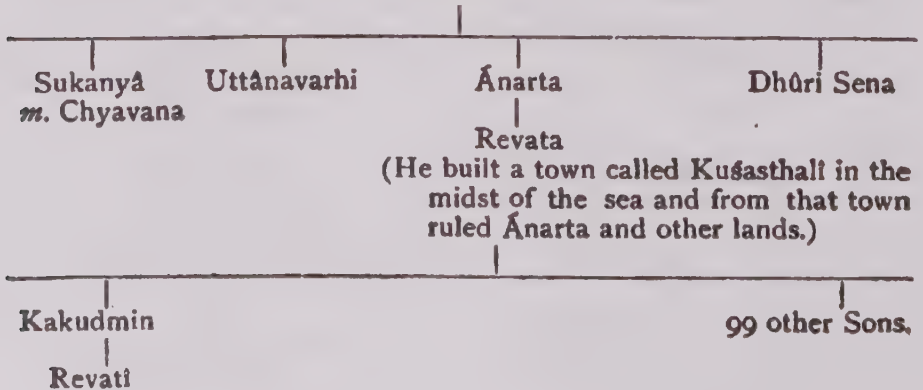 Sukanyâ Uttânavarhi Ánarta Dhûri Sena
m. Chyavana
Revata
(He built a town called Kuśasthalî in the
midst of the sea and from that town
ruled Ánarta and other lands.)
Kakudmin 99 other Sons.
Revatî